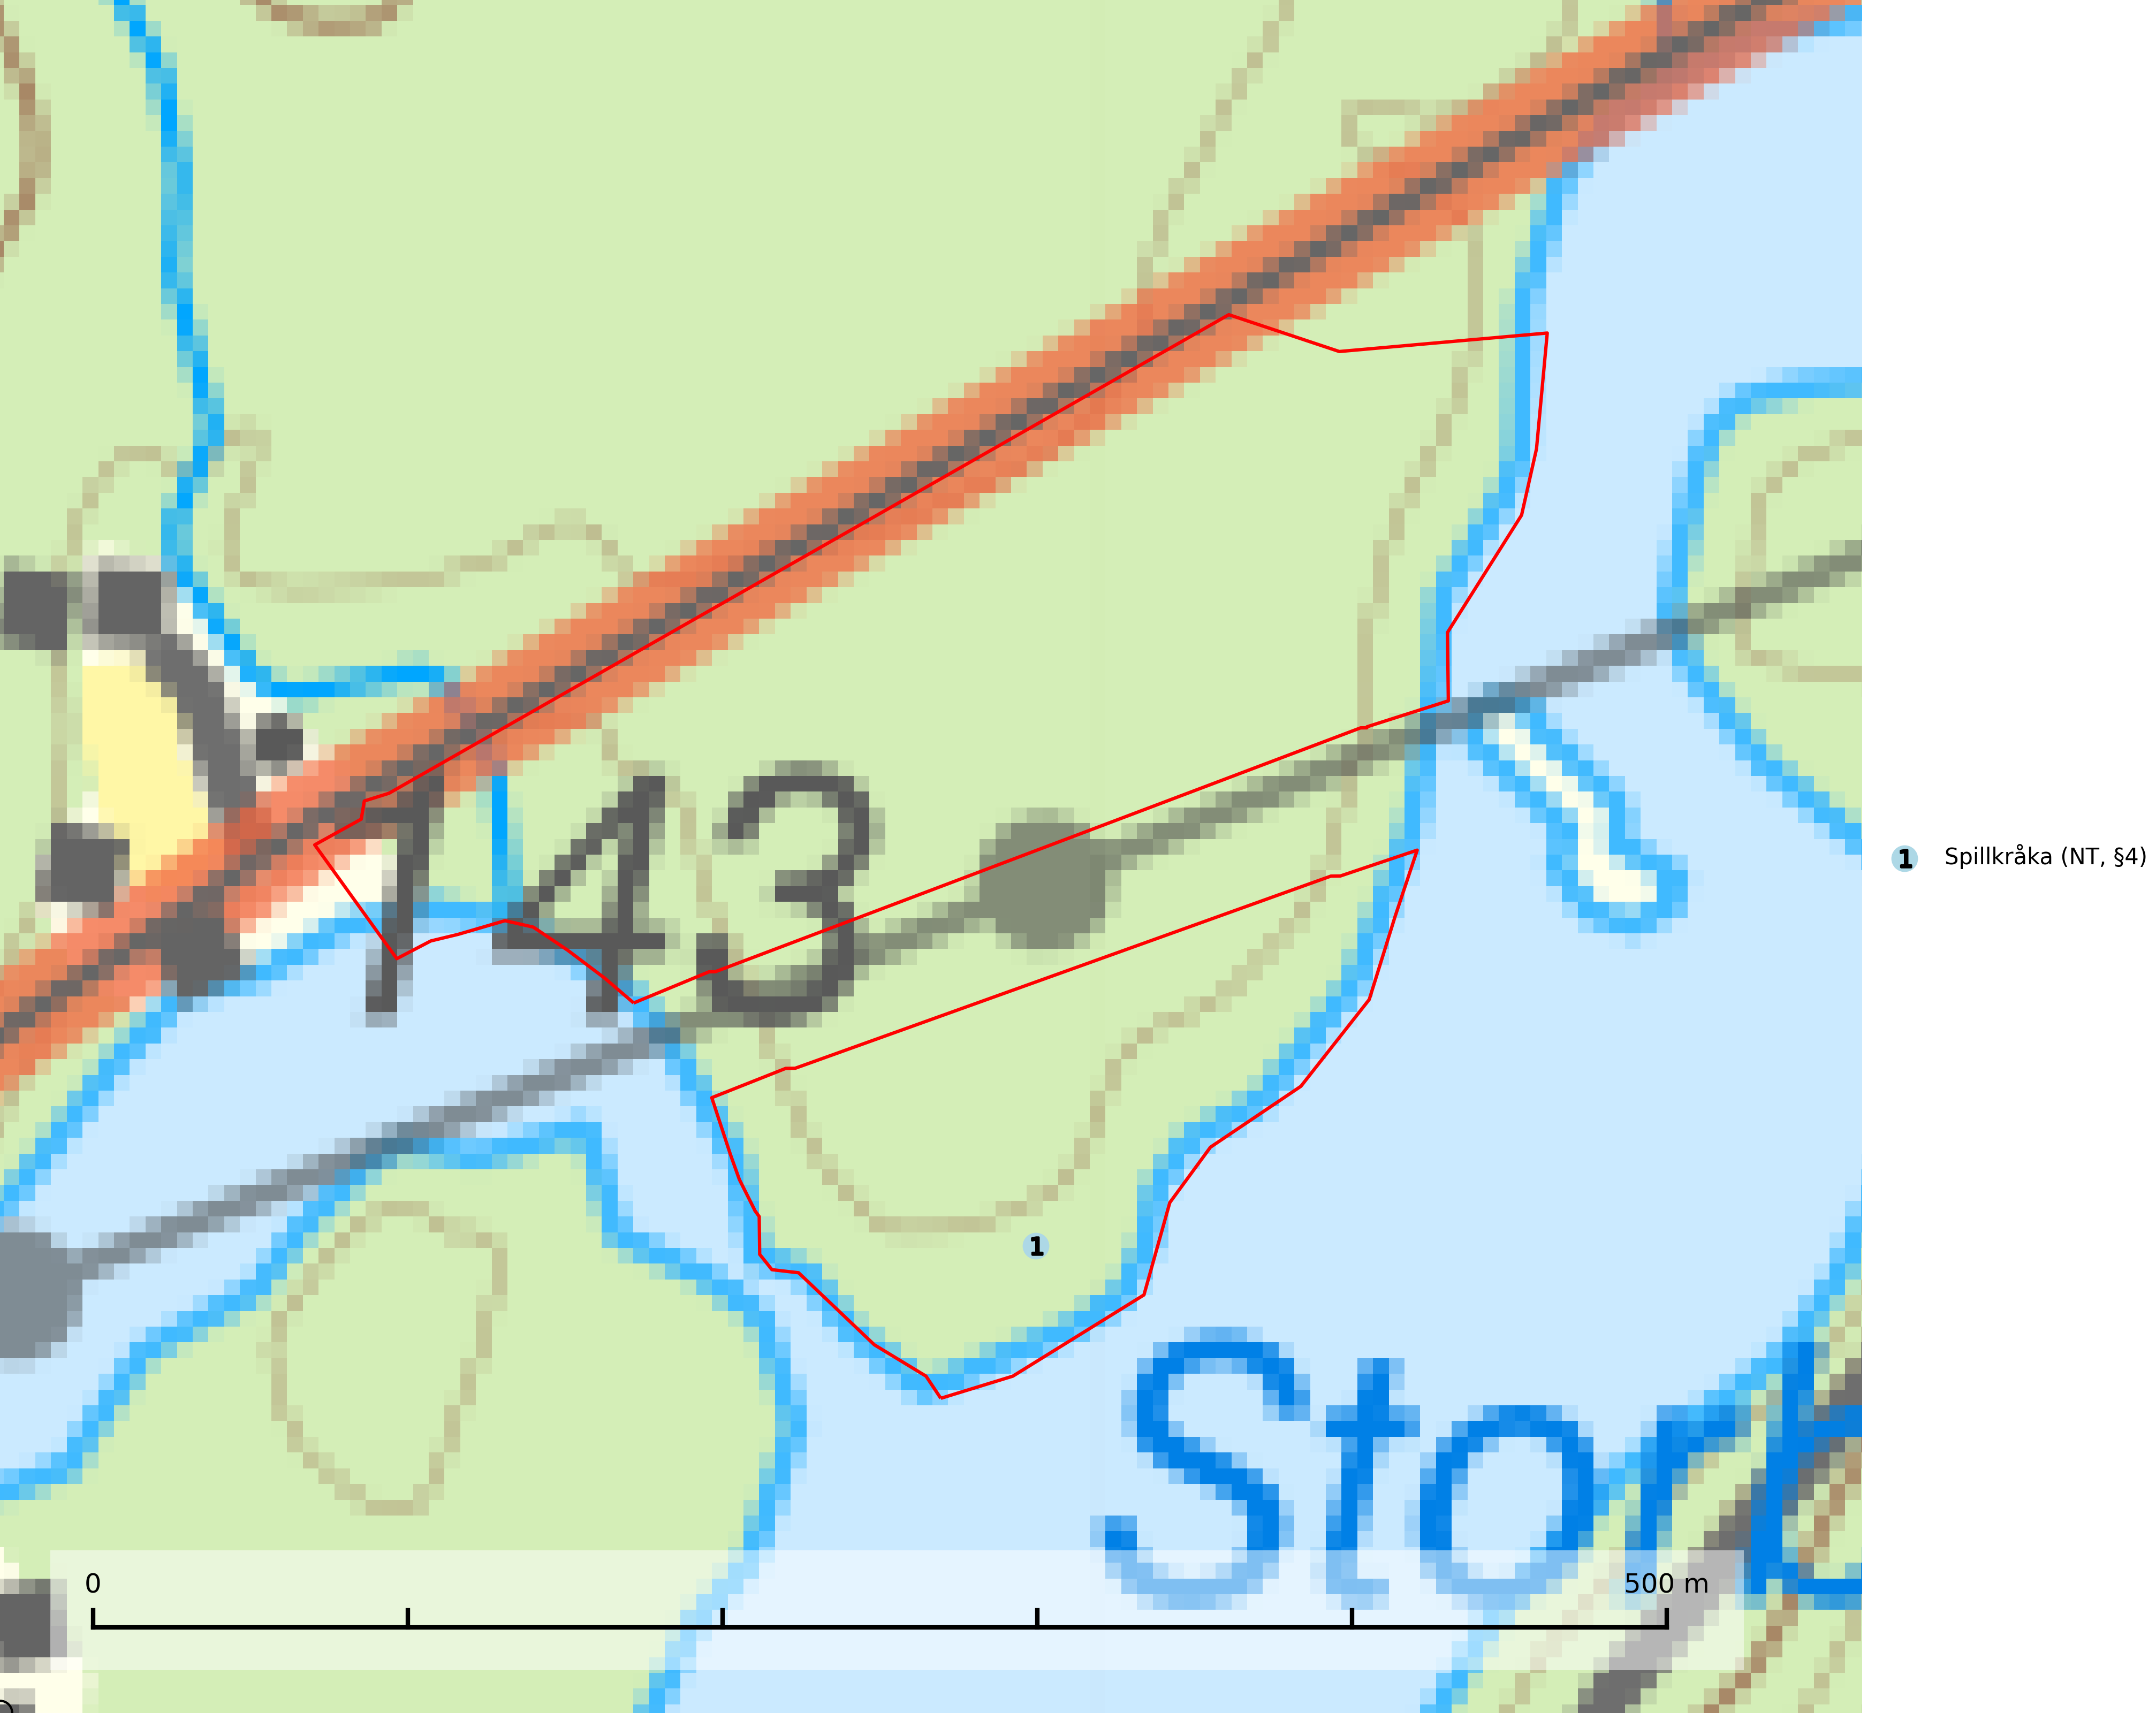 143
1 Spillkråka (NT, §4)
1
Stor
0 500 m